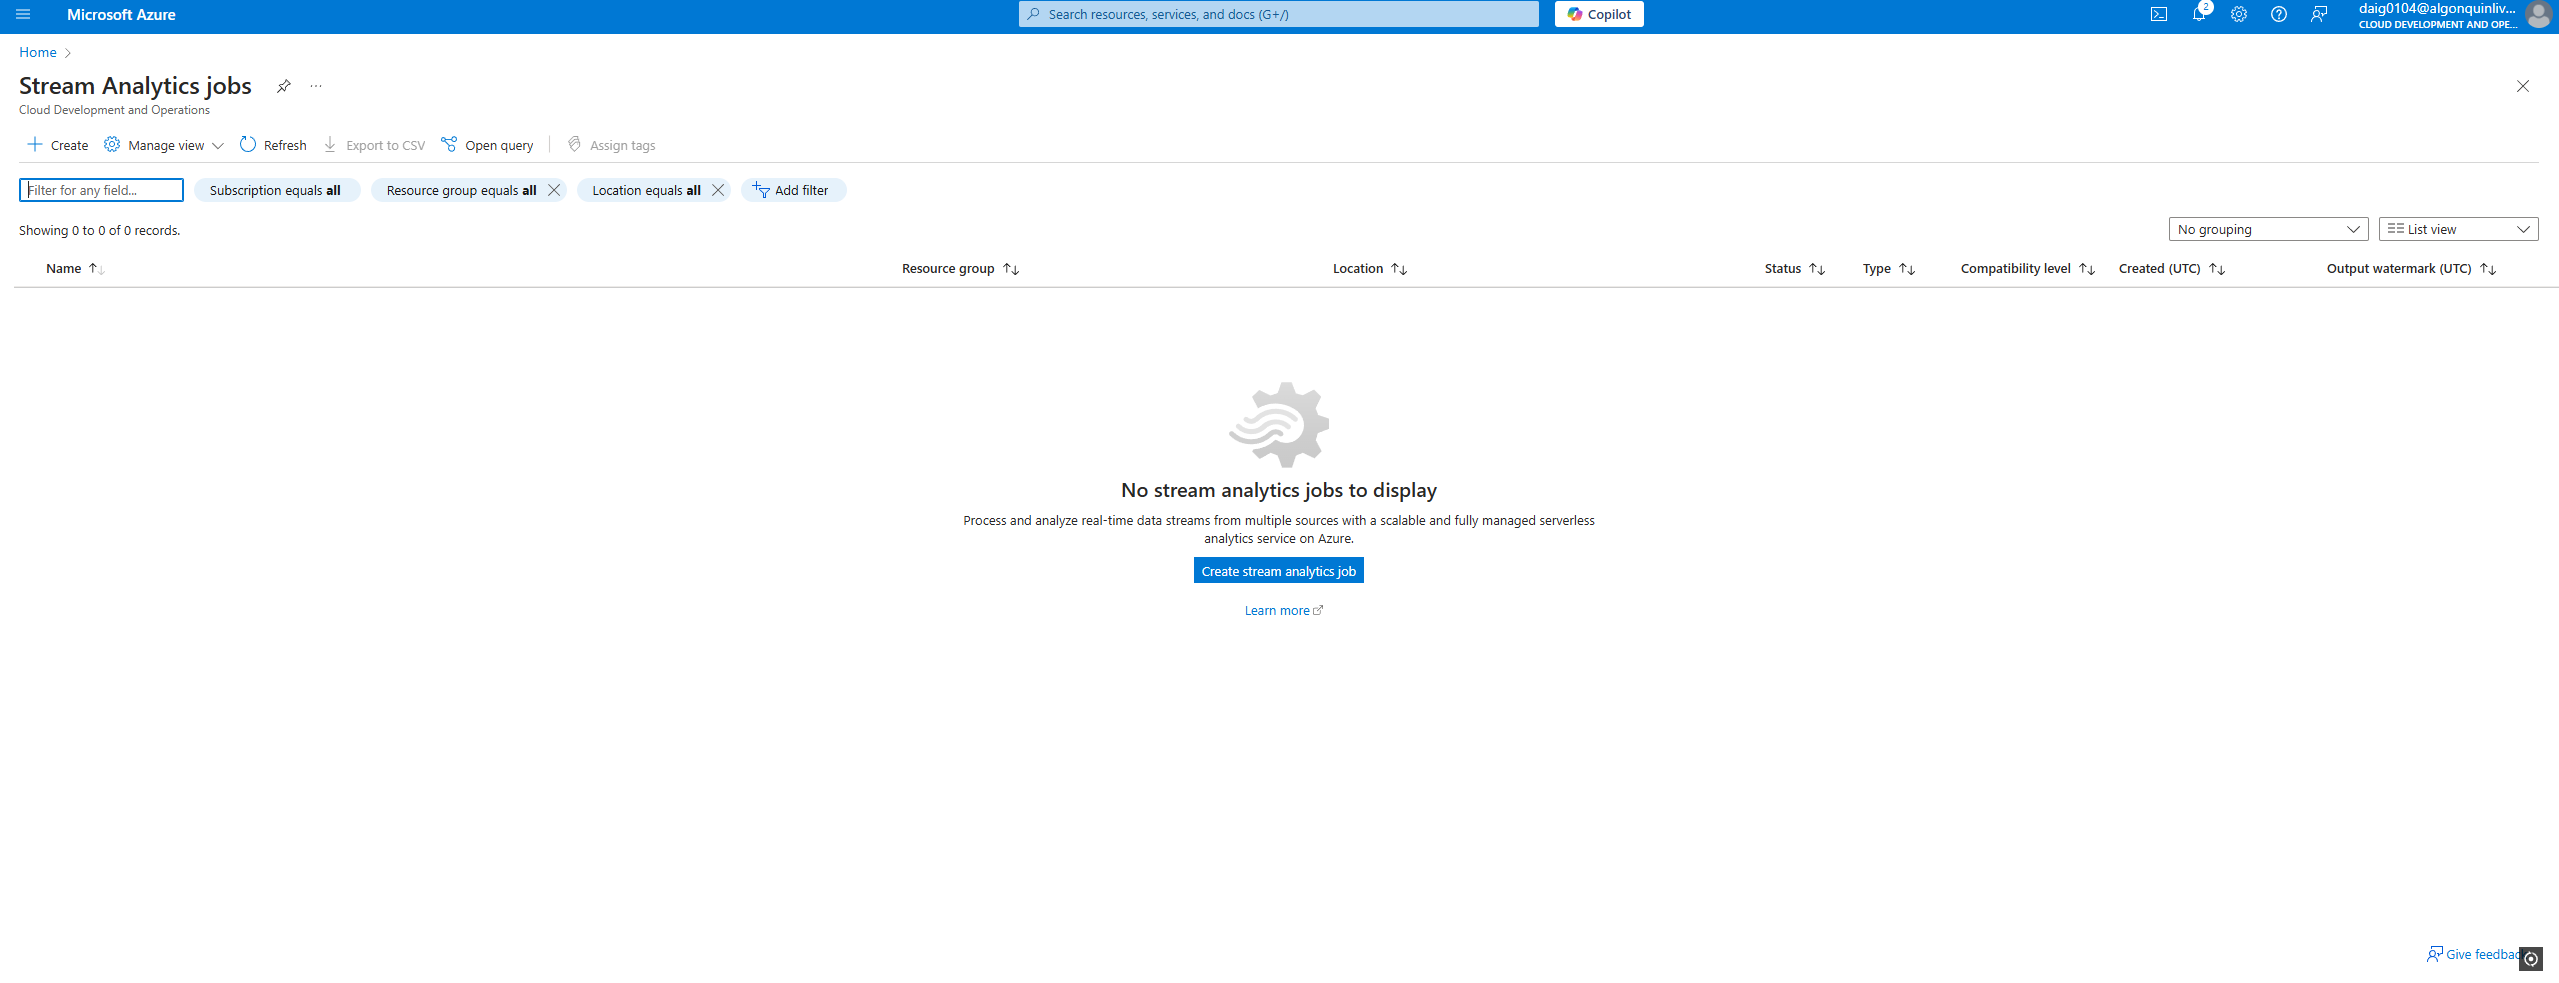 Microsoft Azure
Search resources, services, and docs (G+/)
Copilot
2
daig0104@algonquinliv...
CLOUD DEVELOPMENT AND OPE...
Home
Stream Analytics jobs
Cloud Development and Operations
Create
Manage view
Refresh
Export to CSV
Open query
Assign tags
Filter for any field...
Subscription equals all
Resource group equals all
Location equals all
Add filter
Showing 0 to 0 of 0 records.
No grouping
List view
Name
Resource group
Location
Status
Type
Compatibility level
Created (UTC)
Output watermark (UTC)
No stream analytics jobs to display
Process and analyze real-time data streams from multiple sources with a scalable and fully managed serverless
analytics service on Azure.
Create stream analytics job
Learn more
Give feedback